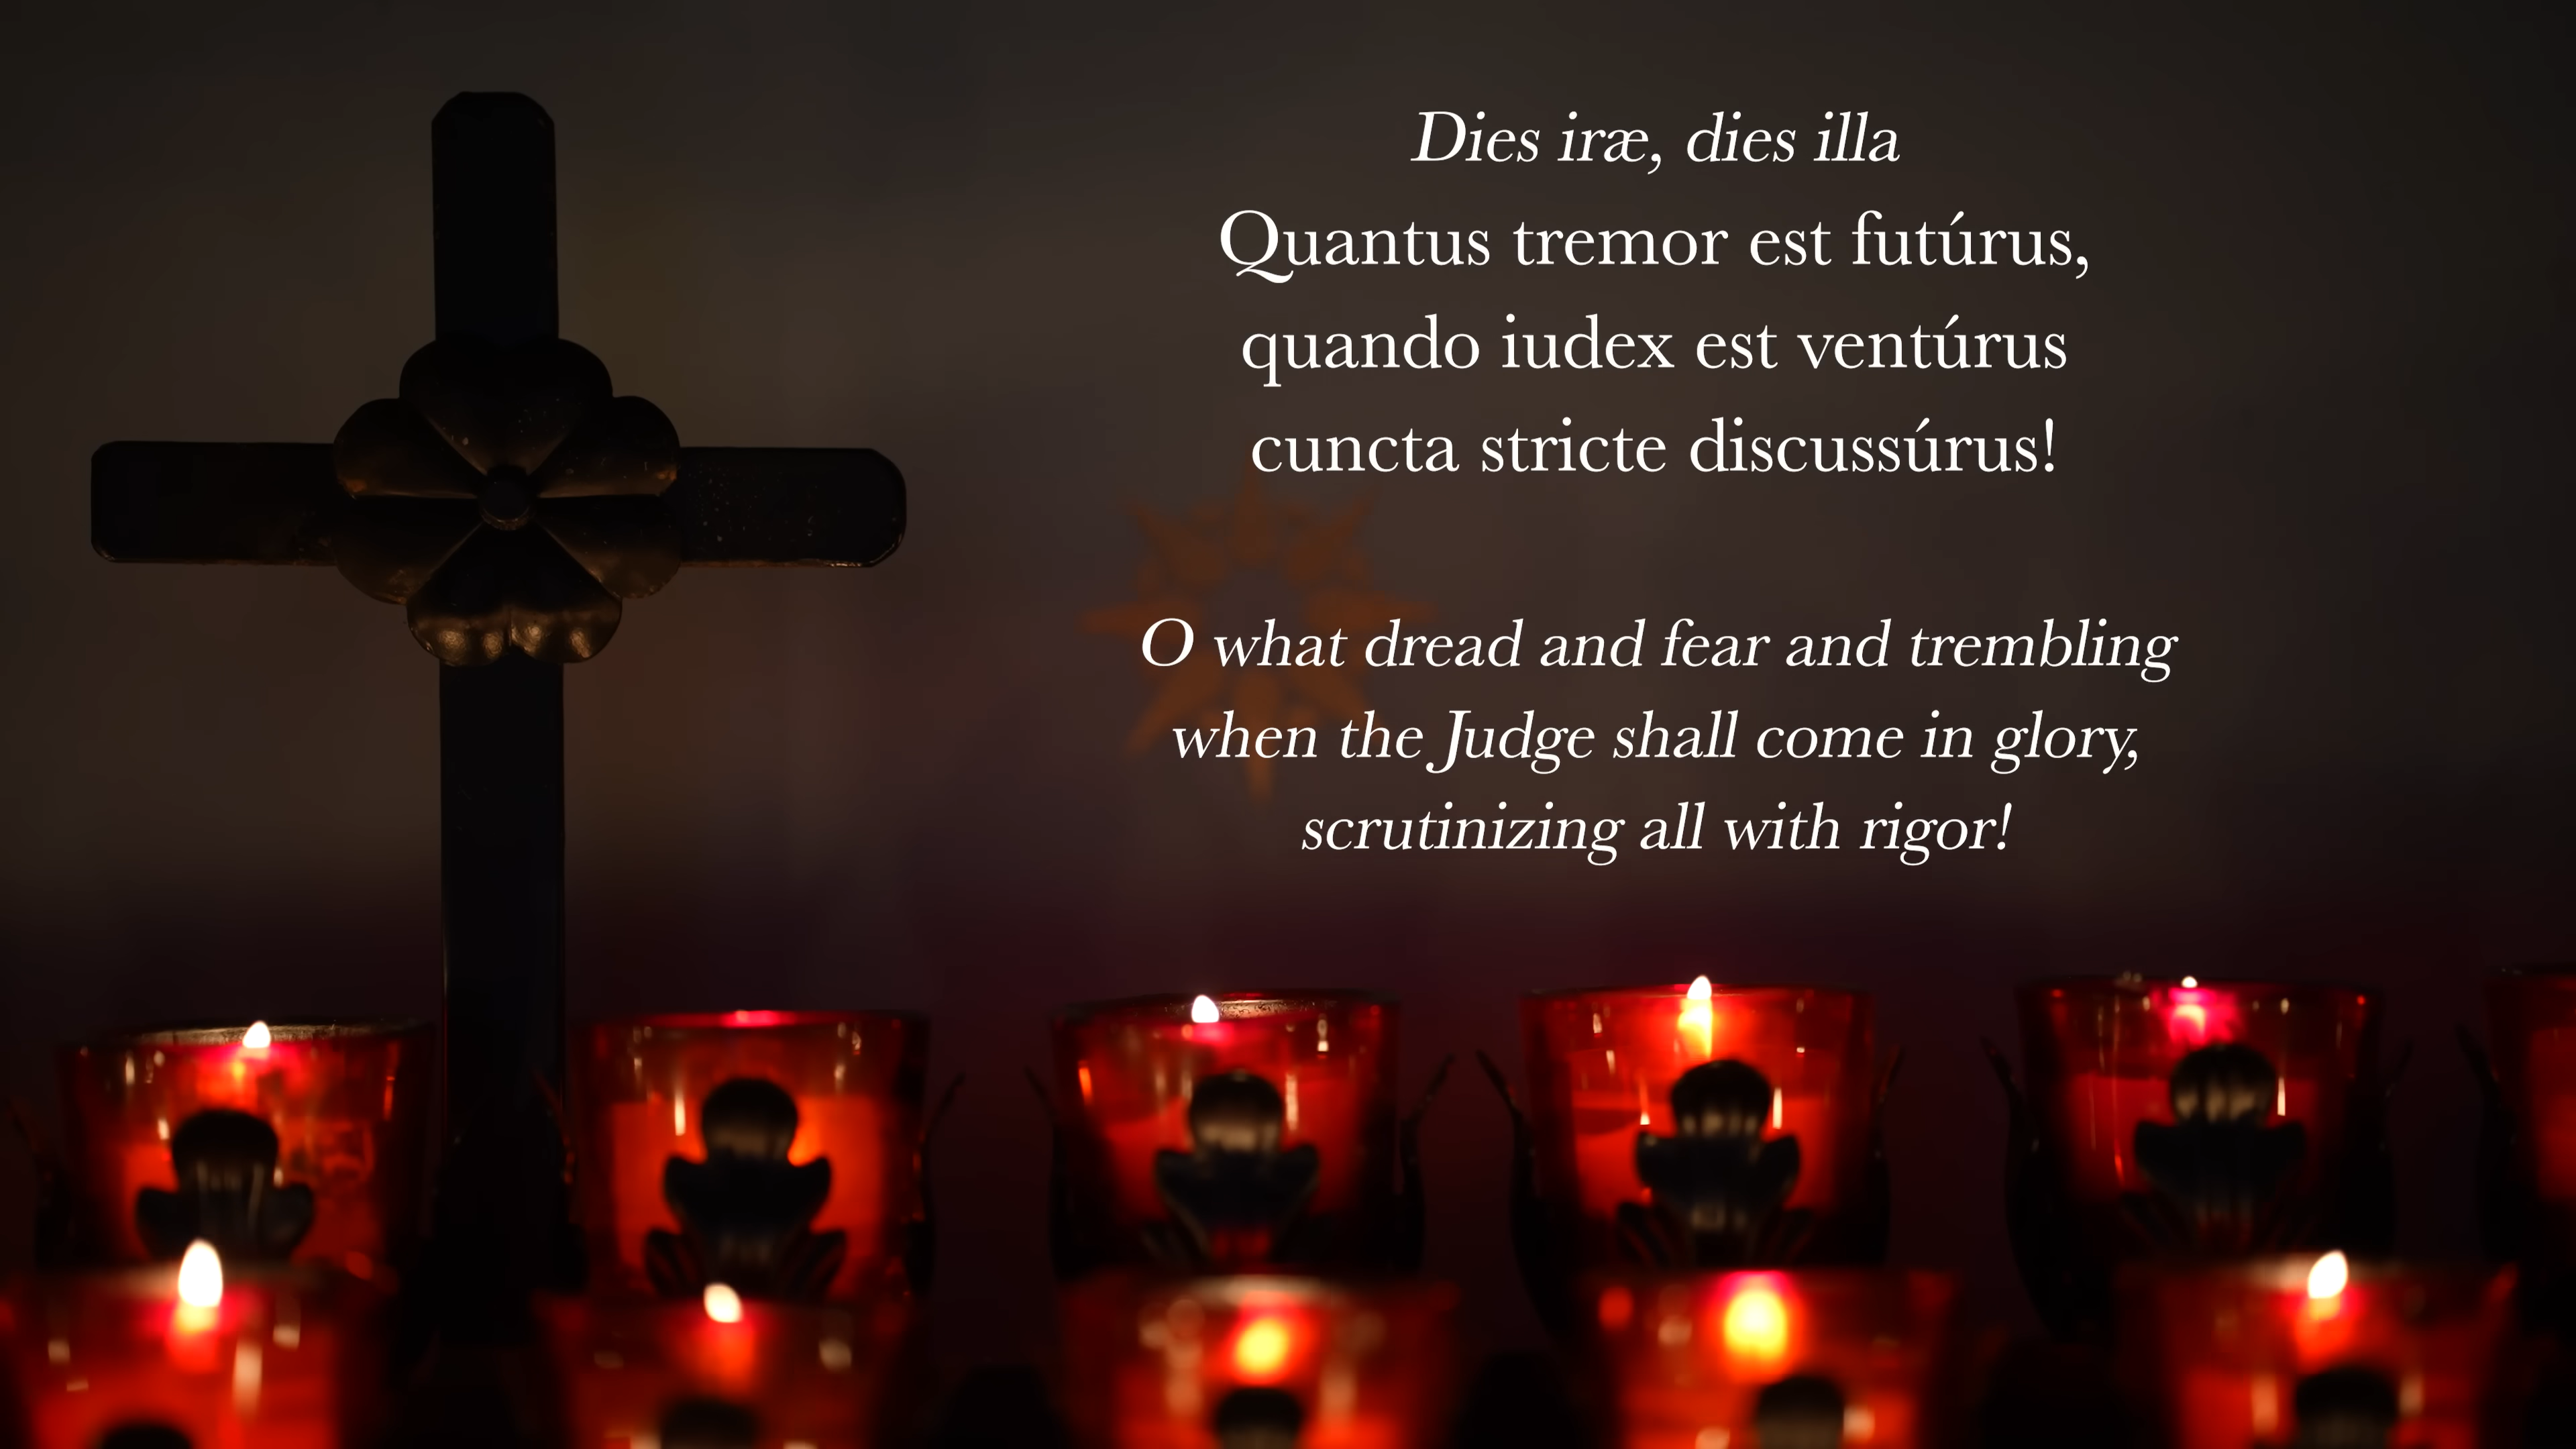 Dies iræ, dies illa
Quantus tremor est futúrus,
quando iudex est ventúrus
cuncta stricte discussúrus!
O what dread and fear and trembling
when the Judge shall come in glory,
scrutinizing all with rigor!